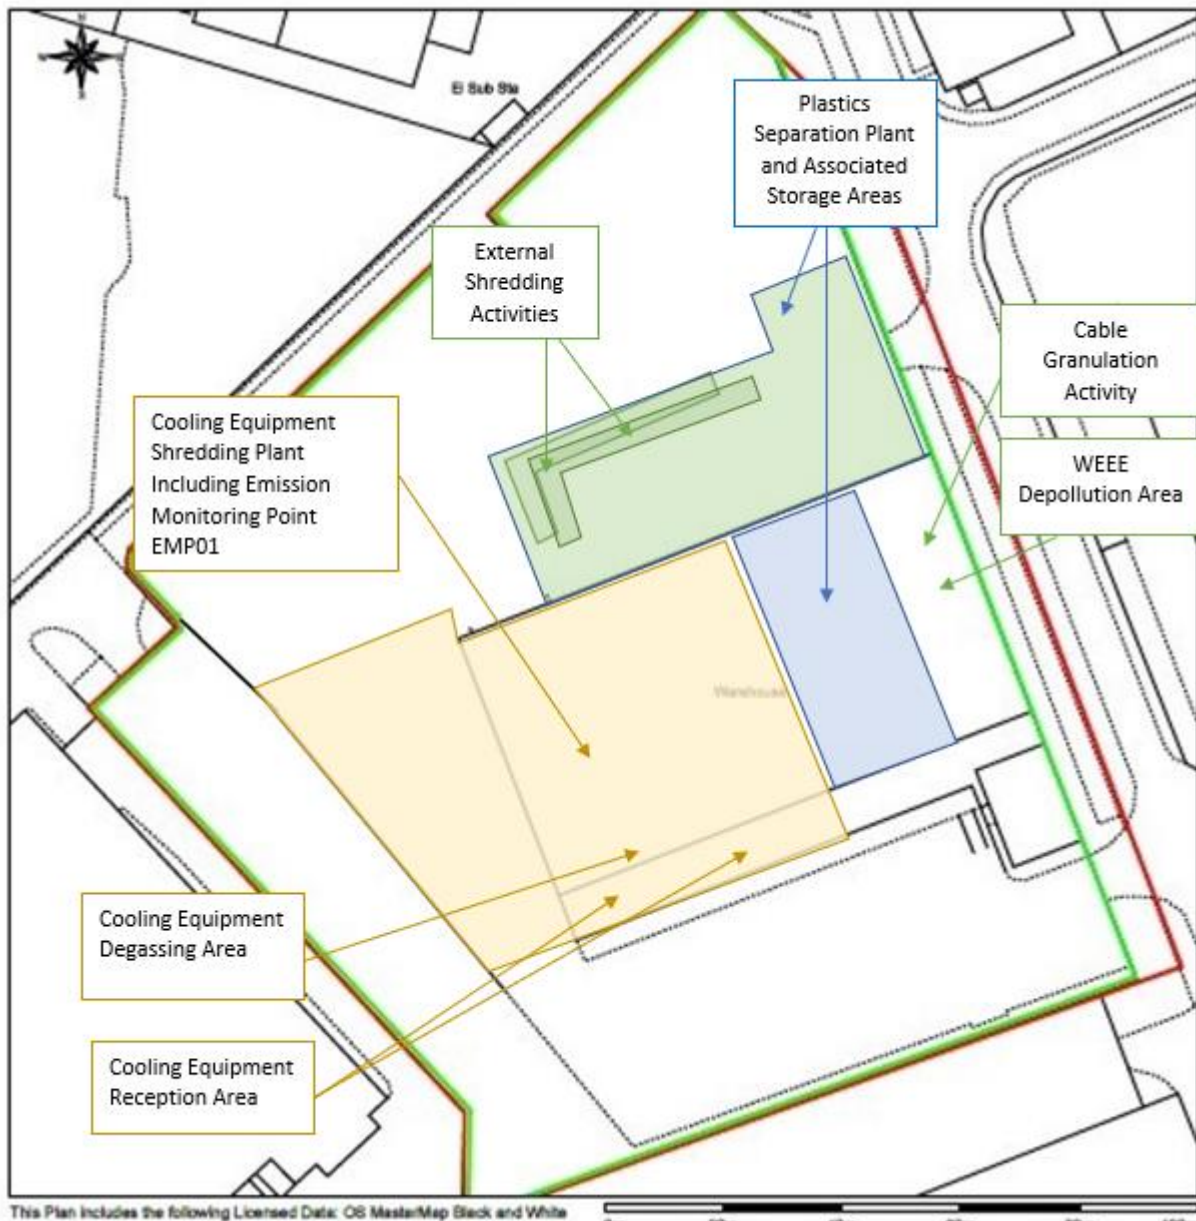 El Sub Sta
Plastics
Separation Plant
and Associated
Storage Areas
External
Shredding
Activities
Cable
Granulation
Activity
Cooling Equipment
Shredding Plant
Including Emission
Monitoring Point
EMP01
WEEE
Depollution Area
Warehouse
Cooling Equipment
Degassing Area
Cooling Equipment
Reception Area
This Plan includes the following Licensed Data: OS MasterMap Black and White